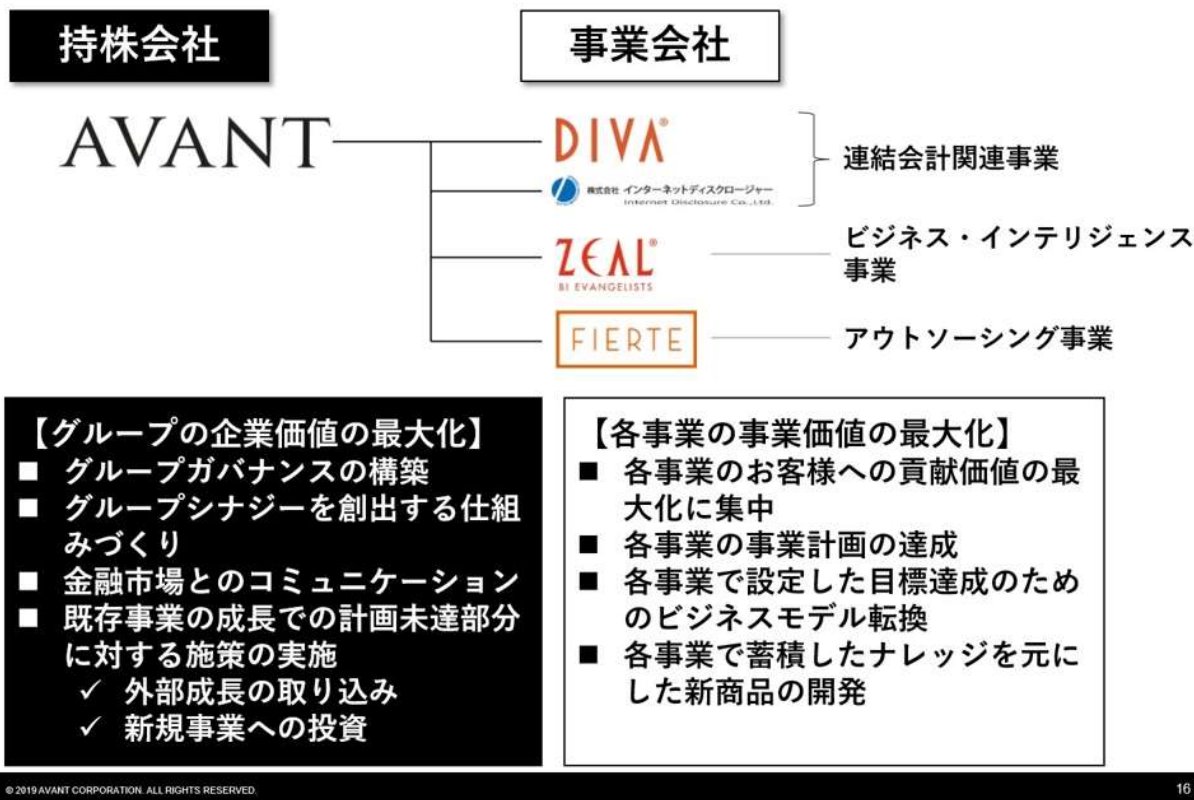 持株会社
事業会社
AVANT
DIVA®
株式会社 インターネットディスクロージャー
Internet Disclosure Co.,Ltd.
連結会計関連事業
ZEAL®
BI EVANGELISTS
ビジネス・インテリジェンス
事業
FIERTE
アウトソーシング事業
【グループの企業価値の最大化】
■ グループガバナンスの構築
■ グループシナジーを創出する仕組
みづくり
■ 金融市場とのコミュニケーション
■ 既存事業の成長での計画未達部分
に対する施策の実施
✓ 外部成長の取り込み
✓ 新規事業への投資
【各事業の事業価値の最大化】
■ 各事業のお客様への貢献価値の最
大化に集中
■ 各事業の事業計画の達成
■ 各事業で設定した目標達成のため
のビジネスモデル転換
■ 各事業で蓄積したナレッジを元に
した新商品の開発
© 2019 AVANT CORPORATION. ALL RIGHTS RESERVED.
16